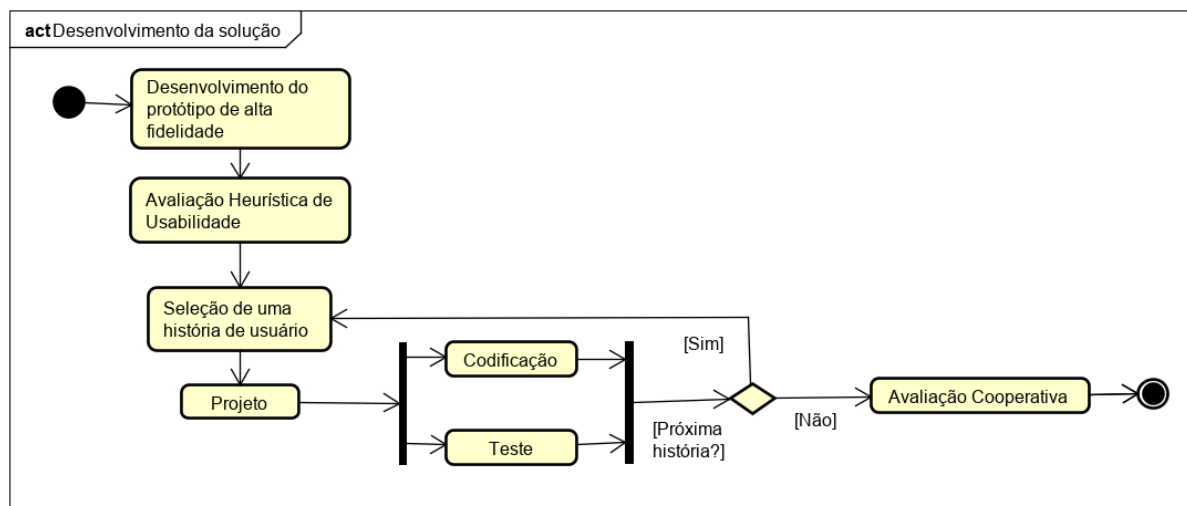 act Desenvolvimento da solução
Desenvolvimento do
protótipo de alta
fidelidade
Avaliação Heurística de
Usabilidade
Seleção de uma
história de usuário
[Sim]
Codificação
Projeto
Avaliação Cooperativa
[Não]
[Próxima
história?]
Teste